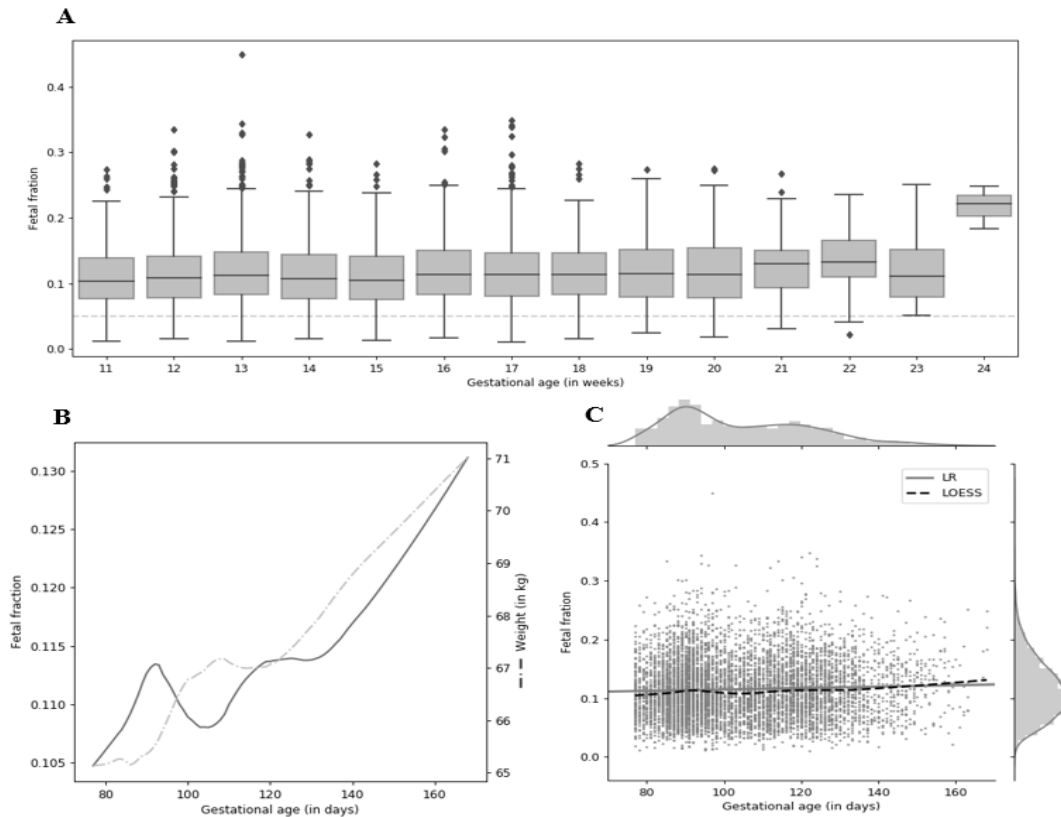 A
0.4
0.3
0.2
0.1
0.0
Fetal fration
11 12 13 14 15 16 17 18 19 20 21 22 23 24
Gestational age (in weeks)
B
0.130
0.125
0.120
0.115
0.110
0.105
Fetal fraction
71
70
69
68
67
66
65
Weight (in kg)
80 100 120 140 160
Gestational age (in days)
C
0.5
0.4
0.3
0.2
0.1
0.0
Fetal fration
LR
LOESS
80 100 120 140 160
Gestational age (in days)